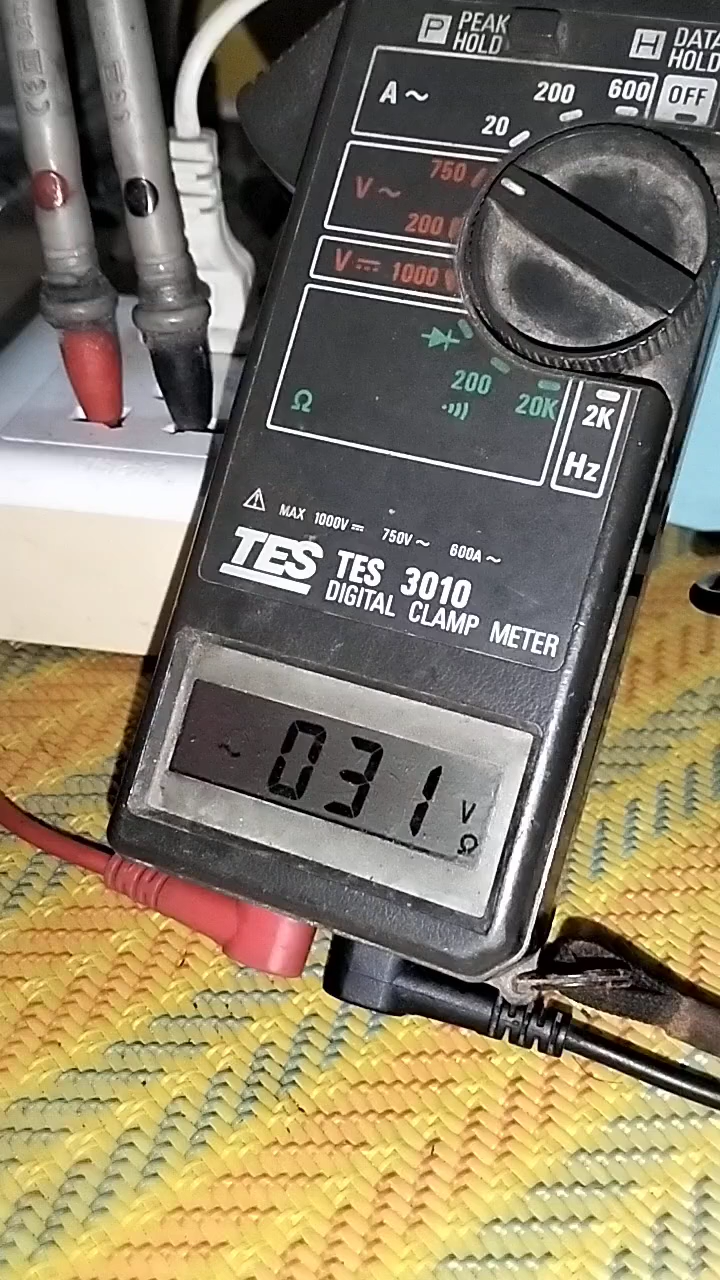 P PEAK HOLD
H DATA HOLD
A ~ 20 200 600
OFF
V ~ 750
200
V ⎓ 1000 V
Ω 200 20K
2K
Hz
⚠ MAX 1000V ⎓ 750V ~ 600A ~
TES TES 3010
DIGITAL CLAMP METER
~ 031 V
Ω